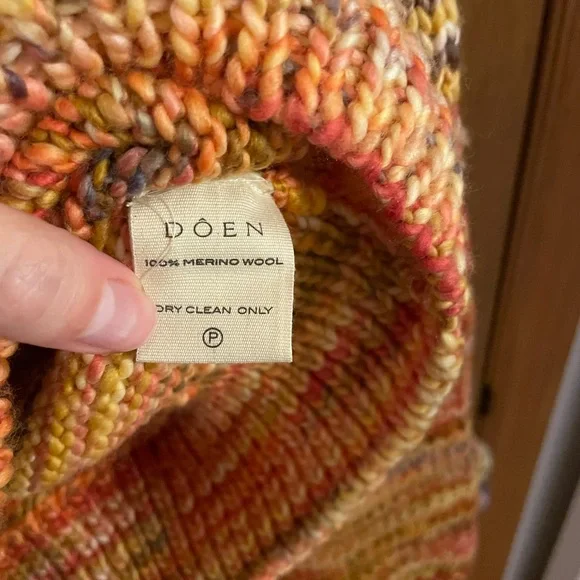 DÔEN
100% MERINO WOOL
DRY CLEAN ONLY
P